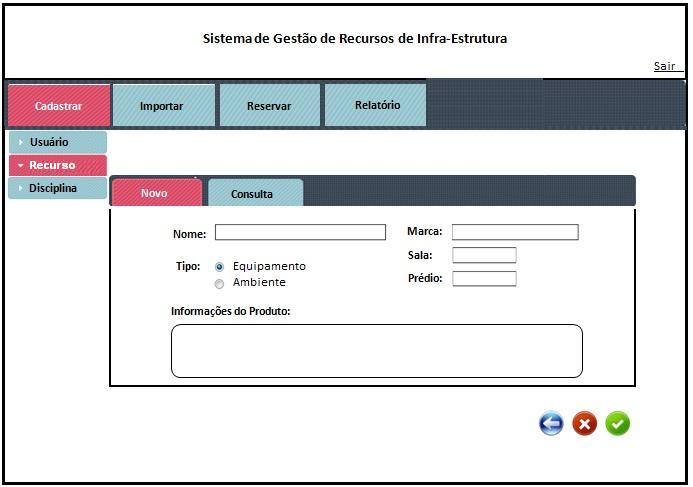 Sistema de Gestão de Recursos de Infra-Estrutura
Sair
Cadastrar Importar Reservar Relatório
Usuário
Recurso
Disciplina
Novo Consulta
Nome: Marca:
Sala:
Tipo: Equipamento
Prédio:
Ambiente
Informações do Produto: